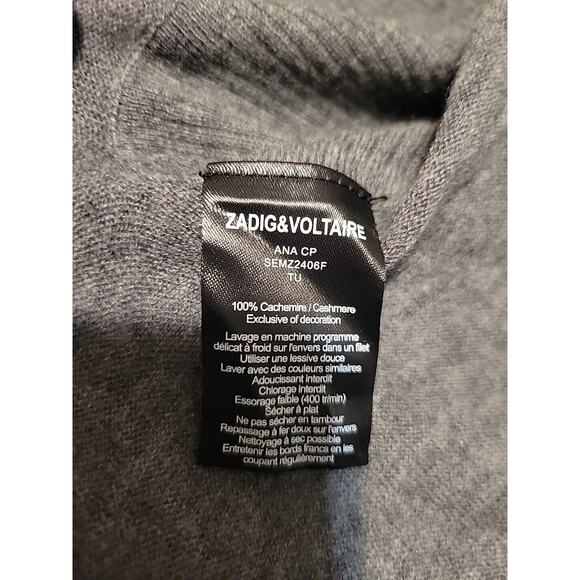 ZADIG&VOLTAIRE
ANA CP
SEMZ2406F
TU
100% Cachemire / Cashmere
Exclusive of decoration
Lavage en machine programme
délicat à froid sur l'envers dans un filet
Utiliser une lessive douce
Laver avec des couleurs similaires
Adoucissant interdit
Chlorage interdit
Essorage faible (400 tr/min)
Sécher à plat
Ne pas sécher en tambour
Repassage à fer doux sur l'envers
Nettoyage à sec possible
Entretenir les bords francs en les
coupant régulièrement